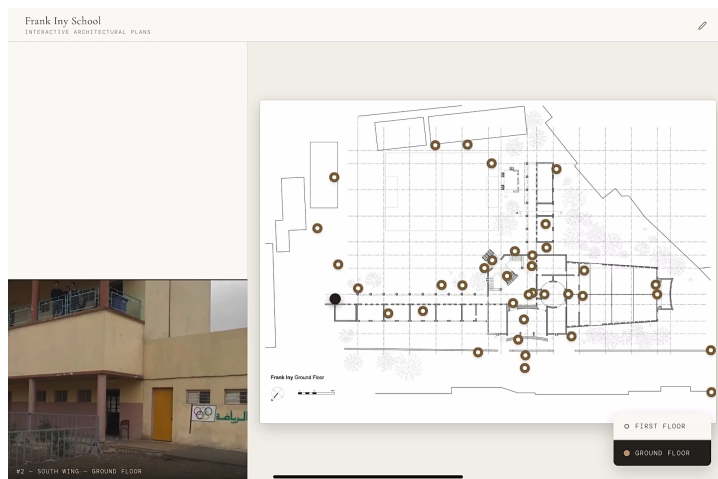 Frank Iny School
INTERACTIVE ARCHITECTURAL PLANS
الرياضة
#2 — SOUTH WING — GROUND FLOOR
Frank Iny Ground Floor
FIRST FLOOR
GROUND FLOOR